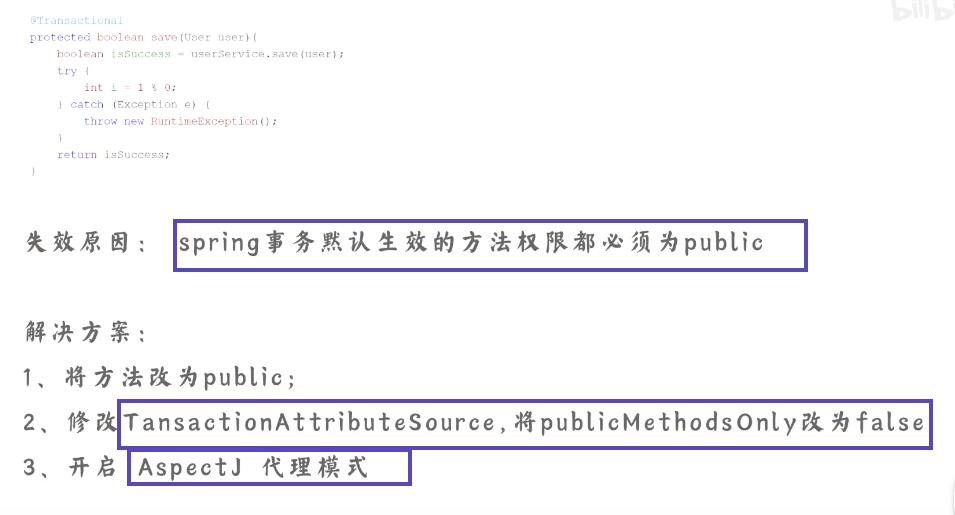 bilibi
@Transactional
protected boolean save(User user){
boolean isSuccess = userService.save(user);
try {
int i = 1 % 0;
} catch (Exception e) {
throw new RuntimeException();
}
return isSuccess;
}
失效原因： spring事务默认生效的方法权限都必须为public
解决方案：
1、将方法改为public；
2、修改TansactionAttributeSource,将publicMethodsOnly改为false
3、开启 AspectJ 代理模式